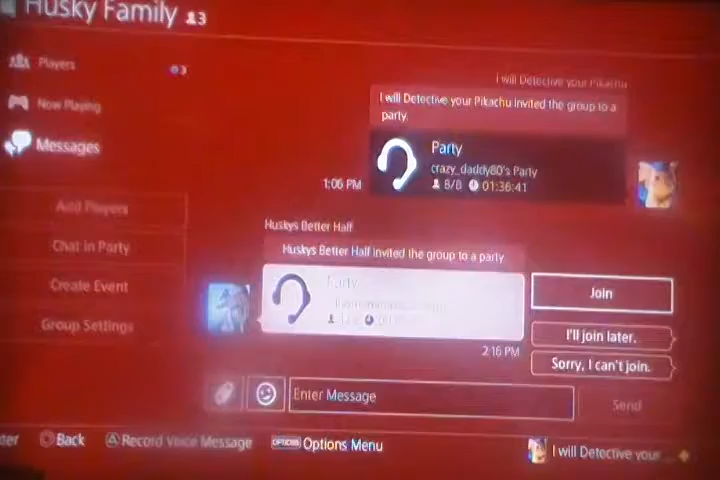 Husky Family 3
Players
3
Now Playing
Messages
Add Players
Chat in Party
Create Event
Group Settings
I will Detective your Pikachu
I will Detective your Pikachu invited the group to a
party.
Party
crazy_daddy80's Party
8/8 01:36:41
1:06 PM
Huskys Better Half
Huskys Better Half invited the group to a party
Party
2:16 PM
Join
I'll join later.
Sorry, I can't join.
Enter Message
Send
Back
Record Voice Message
OPTIONS Options Menu
I will Detective your ...